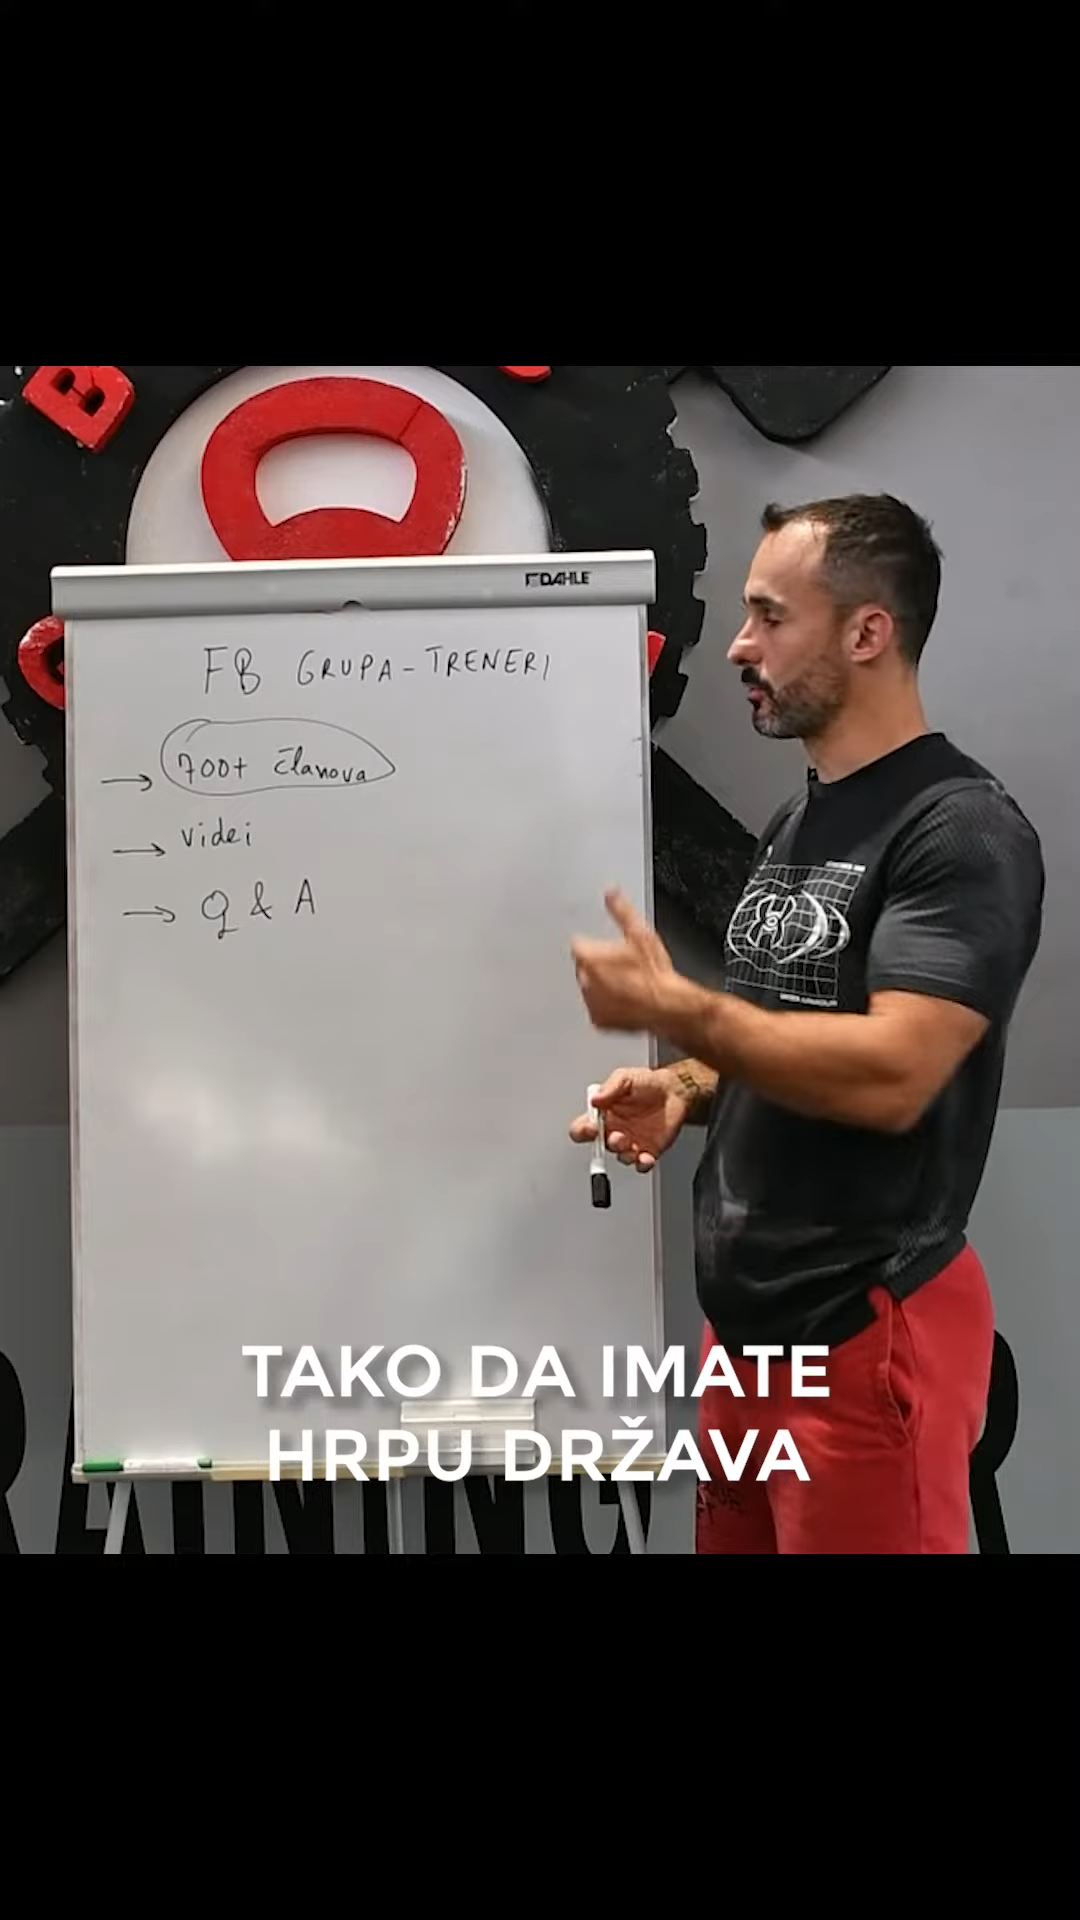 B
DAHLE
FB GRUPA-TRENERI
→ 700+ članova
→ videi
→ Q & A
TAKO DA IMATE
HRPU DRŽAVA